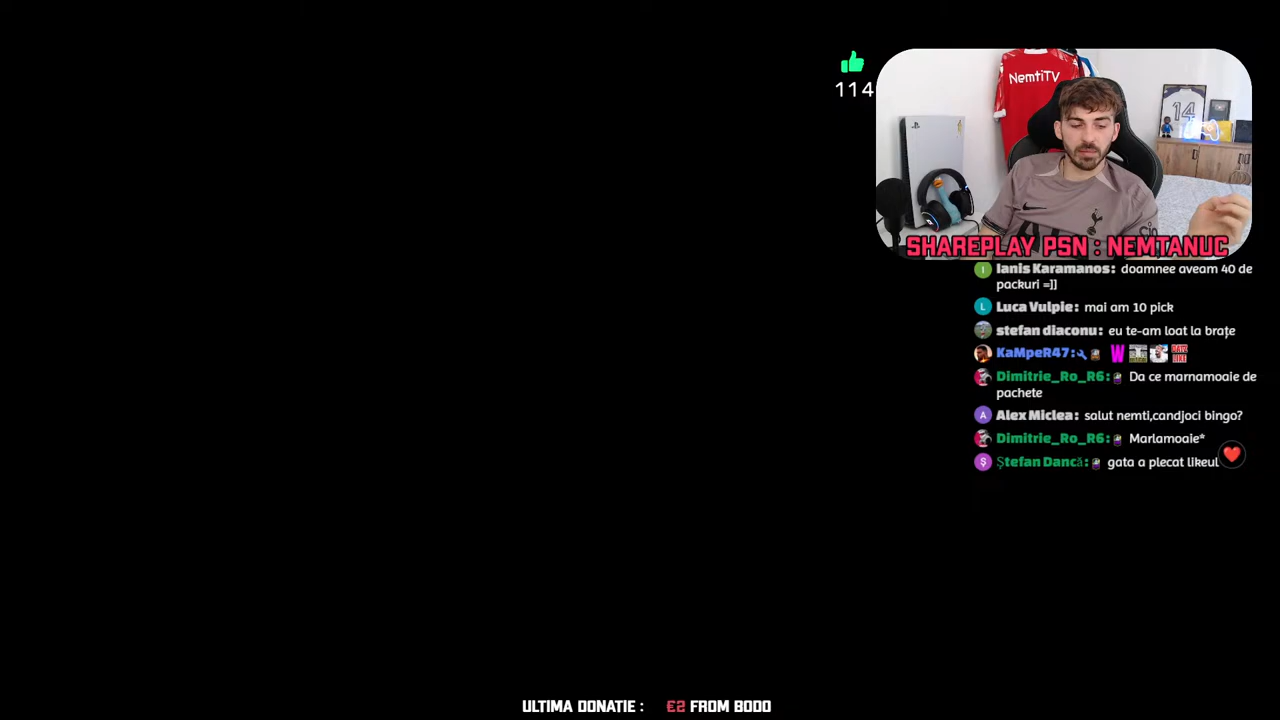 114
NemtiTV
14
SHAREPLAY PSN : NEMTANUC
Ianis Karamanos: doamnee aveam 40 de
packuri =]]
Luca Vulpie: mai am 10 pick
stefan diaconu: eu te-am loat la brațe
KaMpeR47: W
Dimitrie_Ro_R6: Da ce marnamoaie de
pachete
Alex Miclea: salut nemti,candjoci bingo?
Dimitrie_Ro_R6: Marlamoaie*
Ștefan Dancă: gata a plecat likeul
ULTIMA DONATIE : €2 FROM BODO